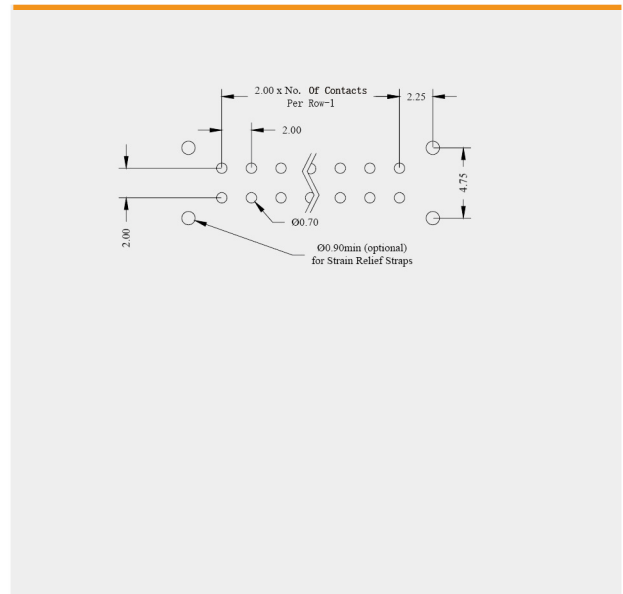 2.00 x No. Of Contacts
Per Row-1
2.25
2.00
4.75
2.00
Ø0.70
Ø0.90min (optional)
for Strain Relief Straps